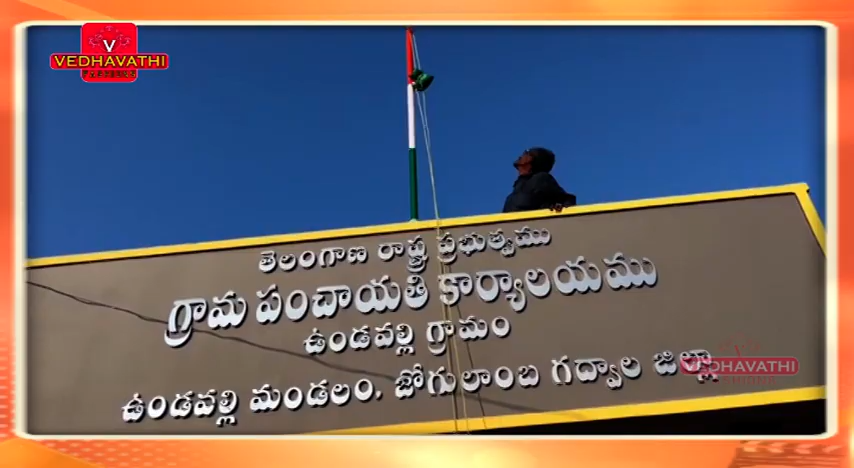 VEDHAVATHI
తెలంగాణ రాష్ట్ర ప్రభుత్వము
గ్రామ పంచాయతి కార్యాలయము
ఉండవల్లి గ్రామం
ఉండవల్లి మండలం. జోగులాంబ గద్వాల జిల్లా
VEDHAVATHI